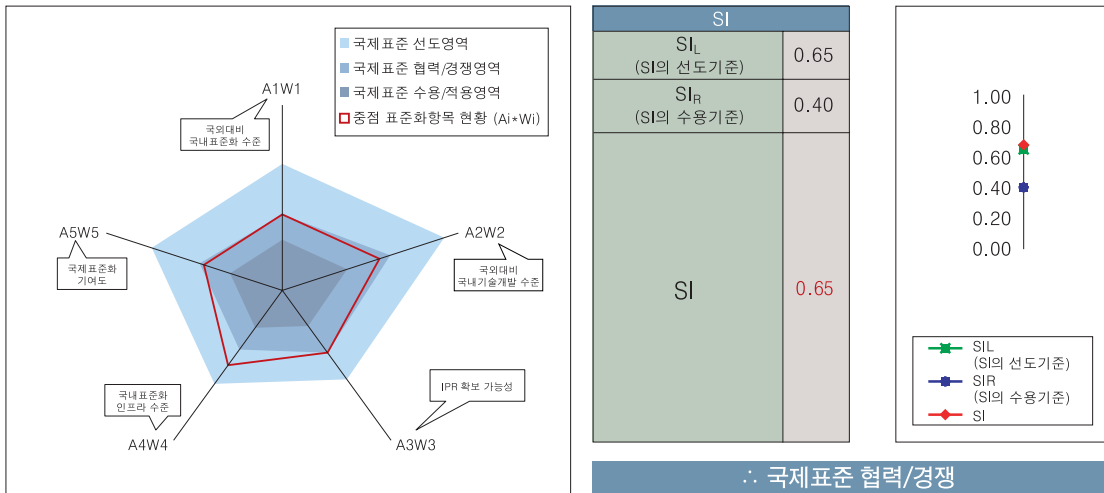 국제표준 선도영역
국제표준 협력/경쟁영역
국제표준 수용/적용영역
중점 표준화항목 현황 (Ai*Wi)
A1W1
국외대비
국내표준화 수준
A2W2
국외대비
국내기술개발 수준
IPR 확보 가능성
A3W3
국내표준화
인프라 수준
A4W4
A5W5
국제표준화
기여도
SI
SIL
(SI의 선도기준)
0.65
SIR
(SI의 수용기준)
0.40
SI
0.65
1.00
0.80
0.60
0.40
0.20
0.00
SIL
(SI의 선도기준)
SIR
(SI의 수용기준)
SI
∴ 국제표준 협력/경쟁